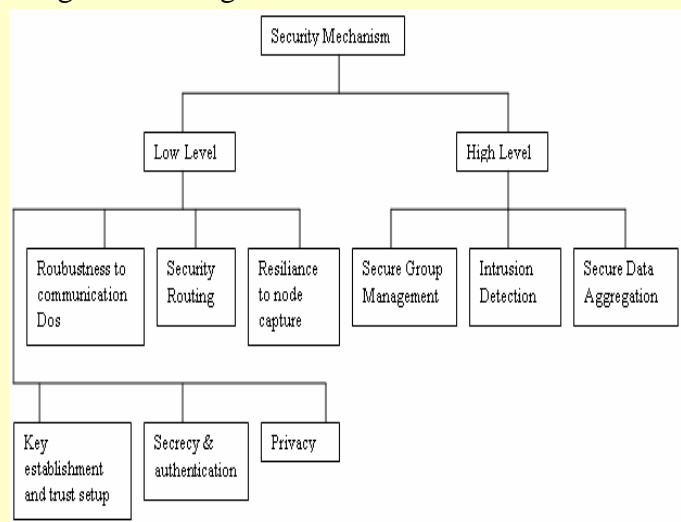 Security Mechanism
Low Level
High Level
Roubustness to
communication
Dos
Security
Routing
Resiliance
to node
capture
Secure Group
Management
Intrusion
Detection
Secure Data
Aggregation
Key
establishment
and trust setup
Secrecy &
authentication
Privacy